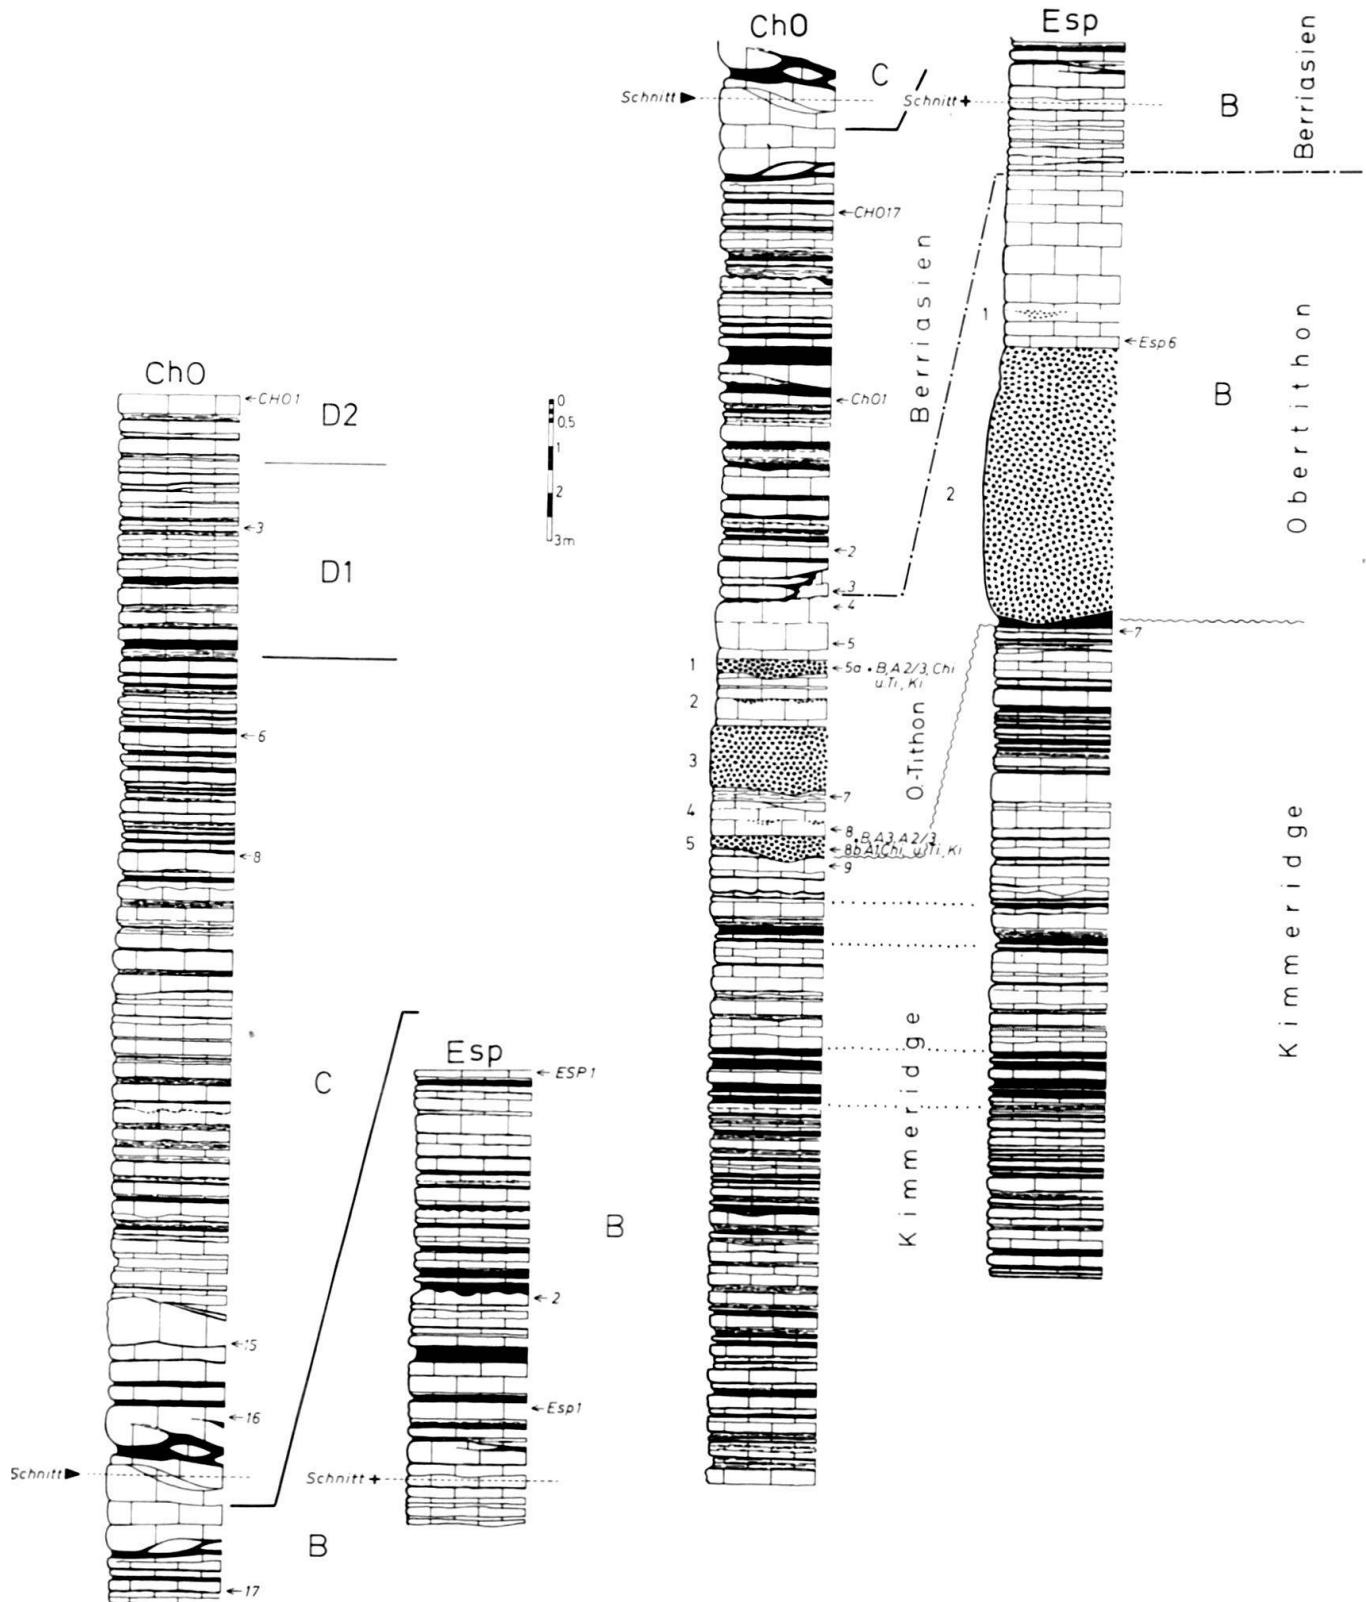 ChO
Esp
C
Schnitt
Schnitt +
B
Berriasien
←CHO17
Berriasien
1
←Esp6
ChO
←CHO1
D2
0
0,5
1
2
3m
←ChO1
B
Obertithon
2
←3
D1
←2
←3
←4
←5
←7
1
←5a • B, A2/3, Chi
u.Ti, Ki
2
←6
3
O.-Tithon
←7
4
←8
• B, A3, A2/3,
5
←8b A1, Chi, u.Ti, Ki
←8
←9
Kimmeridge
Kimmeridge
C
Esp
←ESP1
B
←2
←15
←Esp1
←16
Schnitt
Schnitt +
B
←17